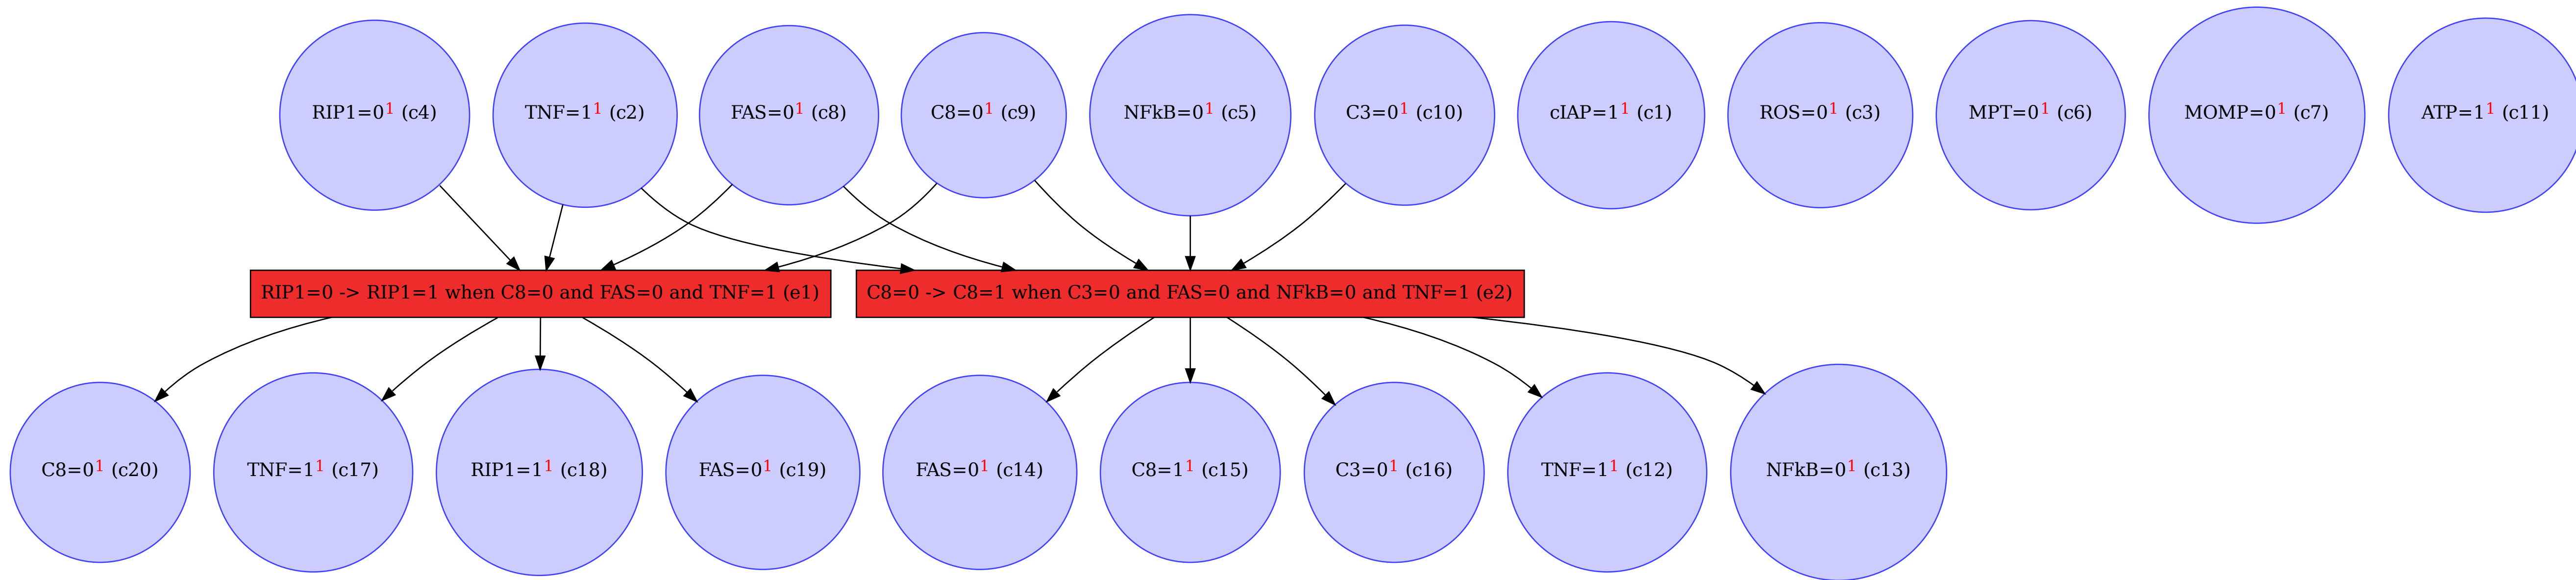 RIP1=0¹ (c4)
TNF=1¹ (c2)
FAS=0¹ (c8)
C8=0¹ (c9)
NFkB=0¹ (c5)
C3=0¹ (c10)
cIAP=1¹ (c1)
ROS=0¹ (c3)
MPT=0¹ (c6)
MOMP=0¹ (c7)
ATP=1¹ (c11)
RIP1=0 -> RIP1=1 when C8=0 and FAS=0 and TNF=1 (e1)
C8=0 -> C8=1 when C3=0 and FAS=0 and NFkB=0 and TNF=1 (e2)
C8=0¹ (c20)
TNF=1¹ (c17)
RIP1=1¹ (c18)
FAS=0¹ (c19)
FAS=0¹ (c14)
C8=1¹ (c15)
C3=0¹ (c16)
TNF=1¹ (c12)
NFkB=0¹ (c13)